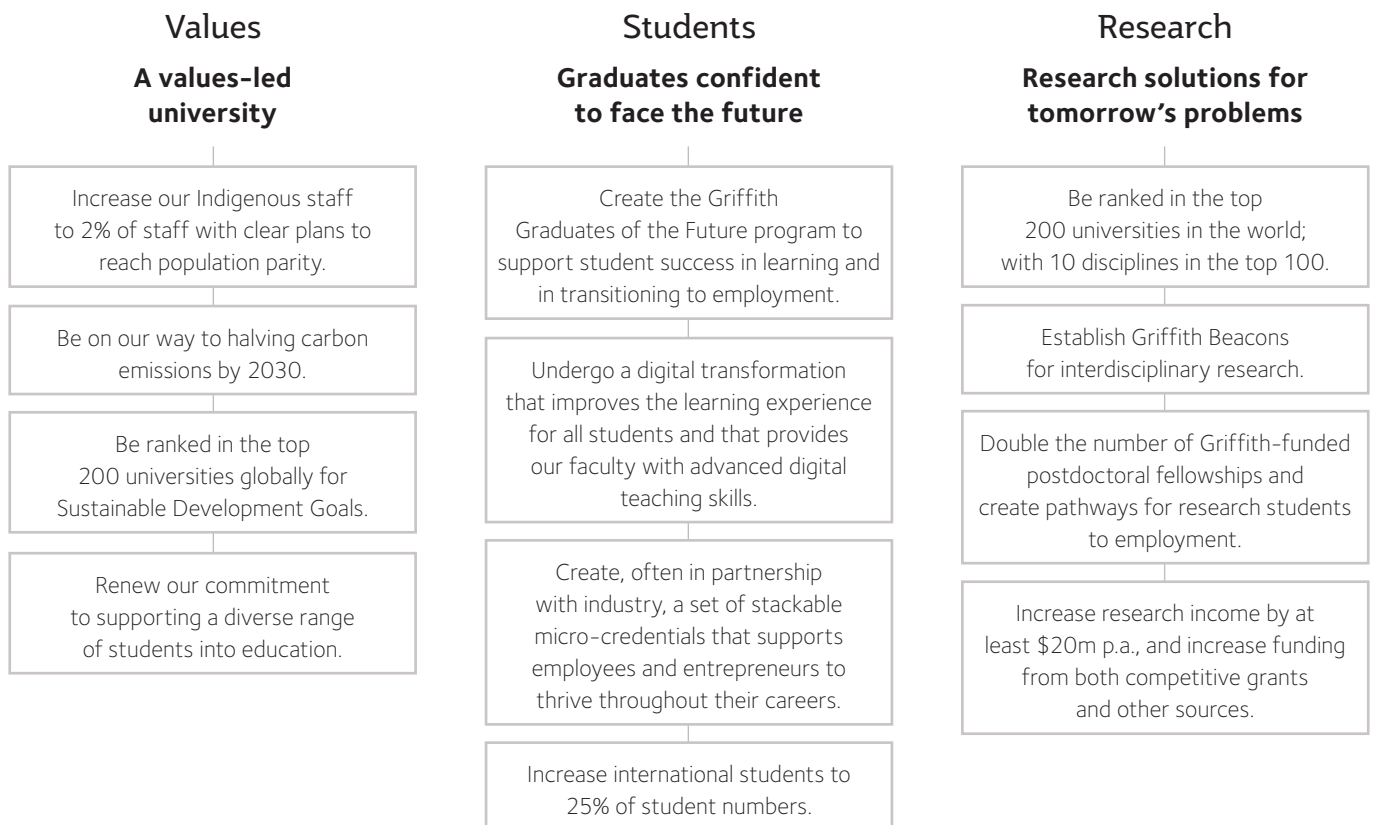 Values
A values-led
university
Increase our Indigenous staff
to 2% of staff with clear plans to
reach population parity.
Be on our way to halving carbon
emissions by 2030.
Be ranked in the top
200 universities globally for
Sustainable Development Goals.
Renew our commitment
to supporting a diverse range
of students into education.
Students
Graduates confident
to face the future
Create the Griffith
Graduates of the Future program to
support student success in learning and
in transitioning to employment.
Undergo a digital transformation
that improves the learning experience
for all students and that provides
our faculty with advanced digital
teaching skills.
Create, often in partnership
with industry, a set of stackable
micro-credentials that supports
employees and entrepreneurs to
thrive throughout their careers.
Increase international students to
25% of student numbers.
Research
Research solutions for
tomorrow's problems
Be ranked in the top
200 universities in the world;
with 10 disciplines in the top 100.
Establish Griffith Beacons
for interdisciplinary research.
Double the number of Griffith-funded
postdoctoral fellowships and
create pathways for research students
to employment.
Increase research income by at
least $20m p.a., and increase funding
from both competitive grants
and other sources.